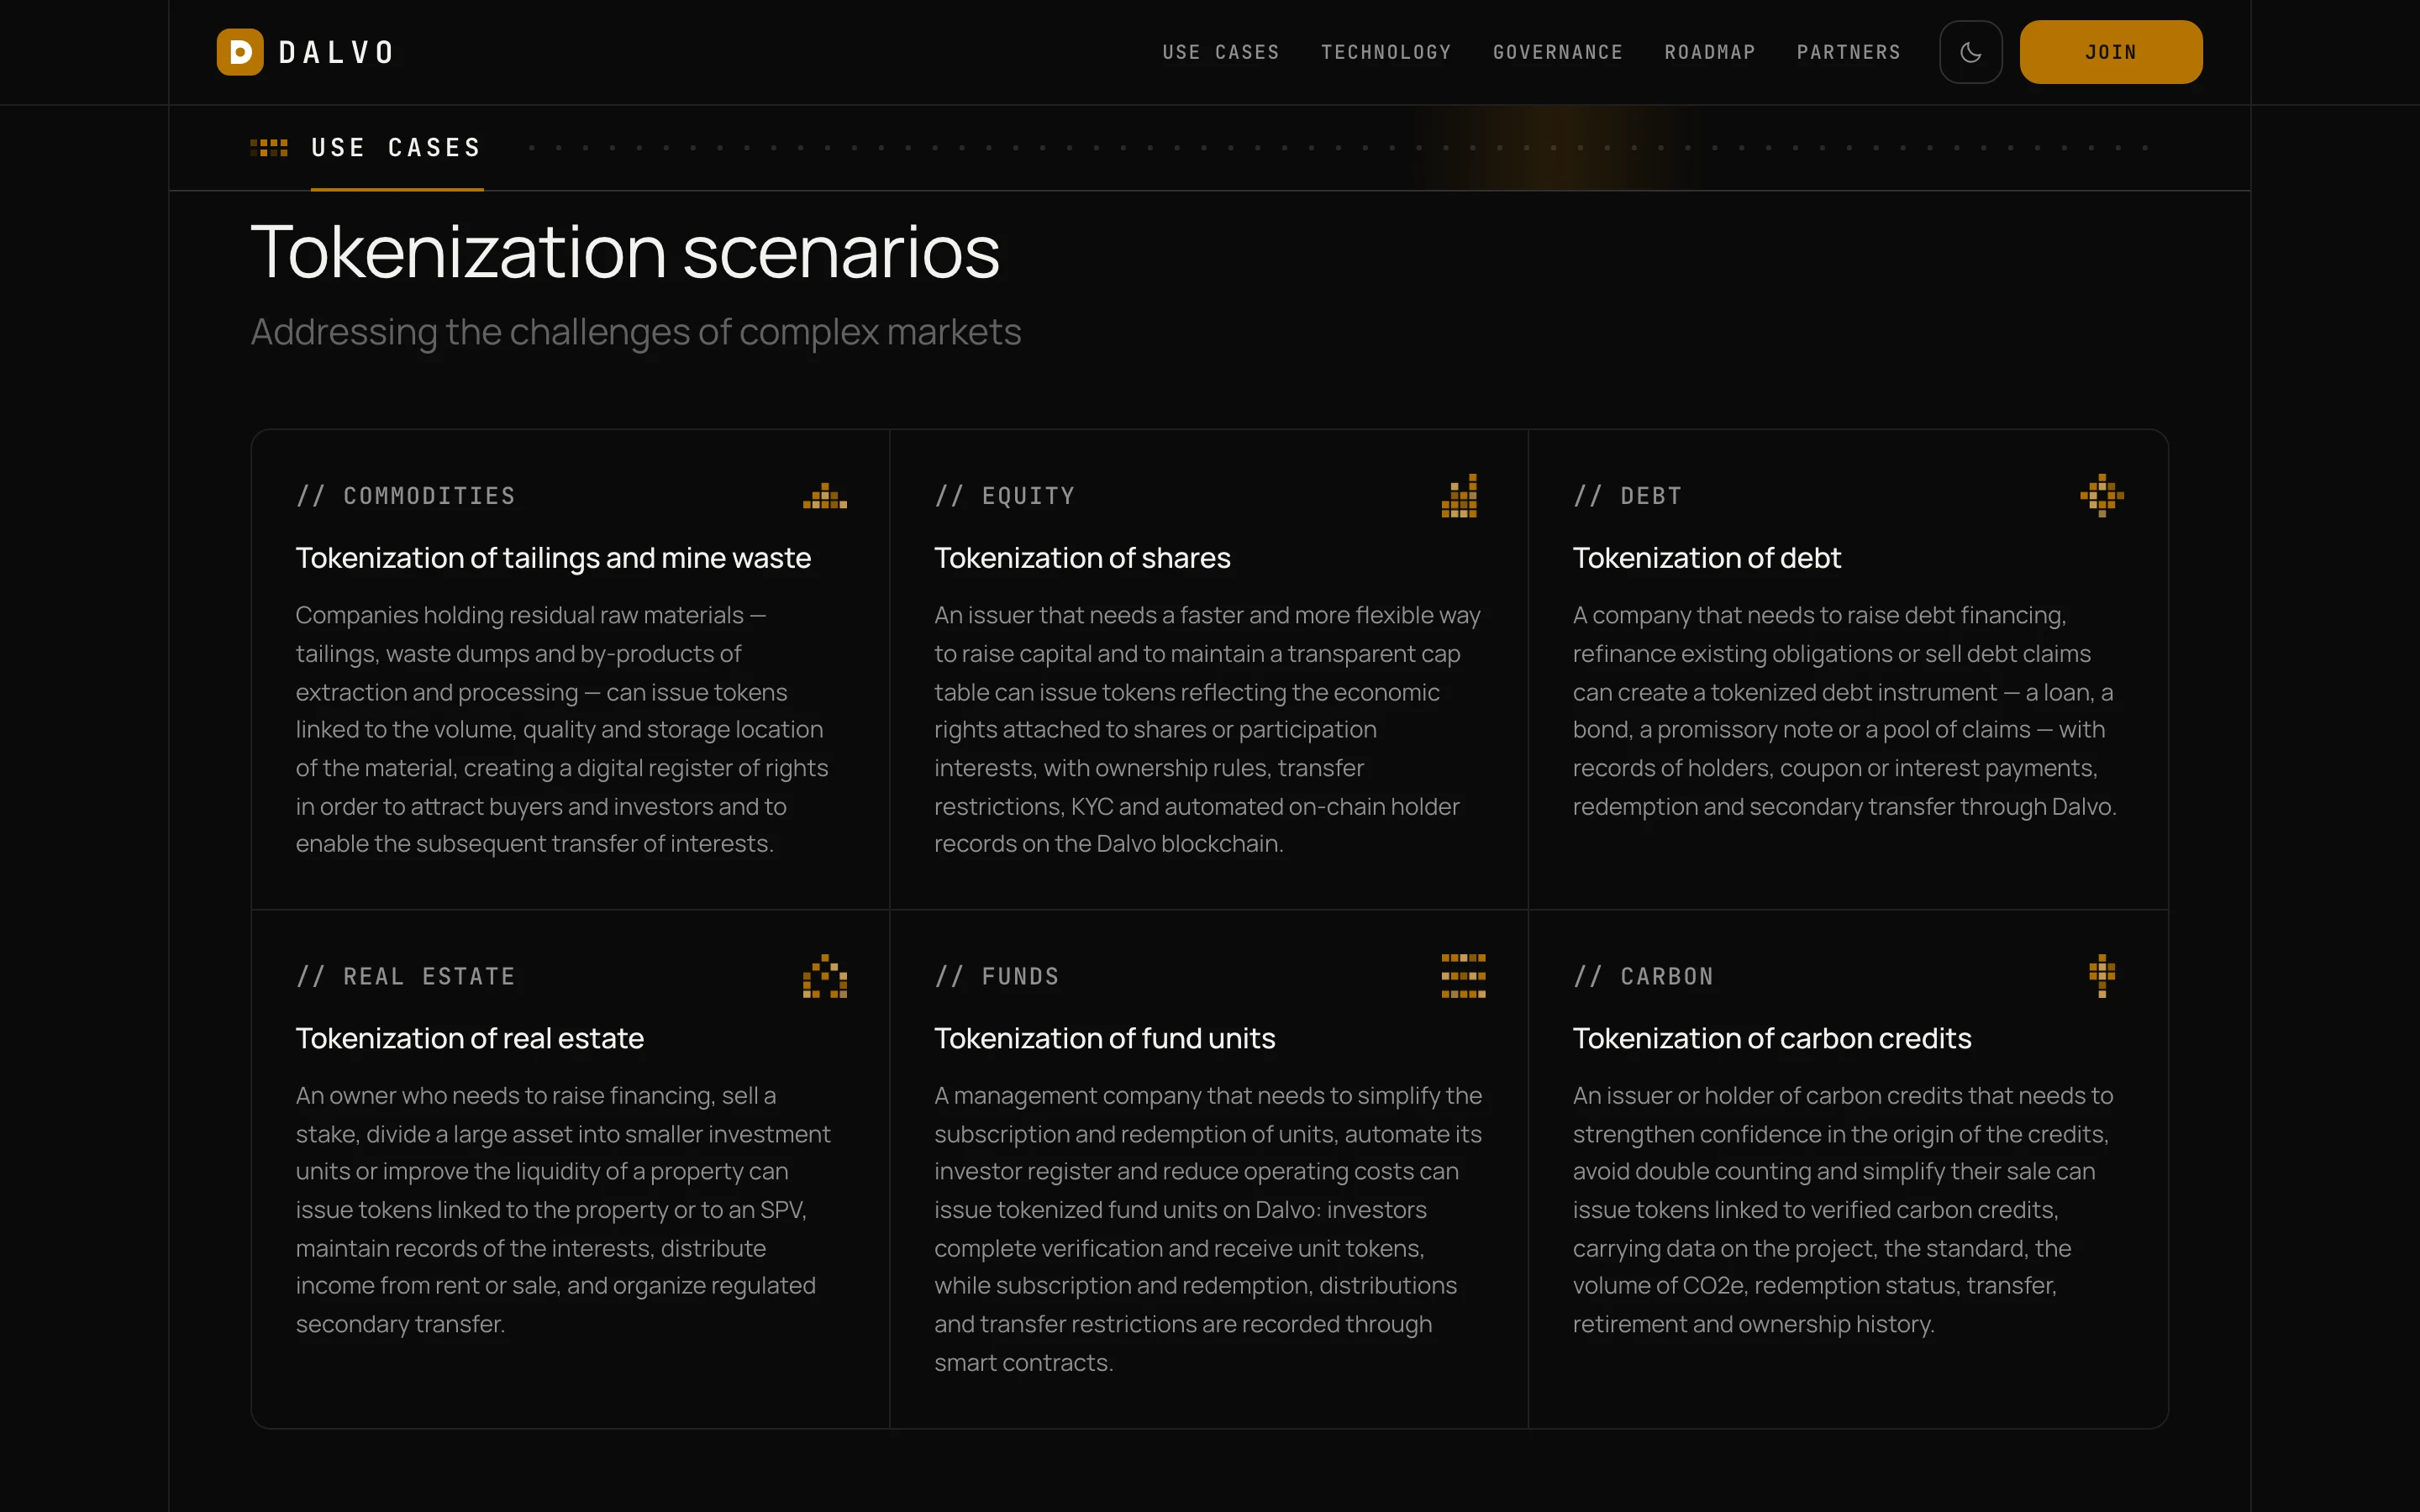 DALVO
USE CASES
TECHNOLOGY
GOVERNANCE
ROADMAP
PARTNERS
JOIN
USE CASES
Tokenization scenarios
Addressing the challenges of complex markets
// COMMODITIES
Tokenization of tailings and mine waste
Companies holding residual raw materials —
tailings, waste dumps and by-products of
extraction and processing — can issue tokens
linked to the volume, quality and storage location
of the material, creating a digital register of rights
in order to attract buyers and investors and to
enable the subsequent transfer of interests.
// EQUITY
Tokenization of shares
An issuer that needs a faster and more flexible way
to raise capital and to maintain a transparent cap
table can issue tokens reflecting the economic
rights attached to shares or participation
interests, with ownership rules, transfer
restrictions, KYC and automated on-chain holder
records on the Dalvo blockchain.
// DEBT
Tokenization of debt
A company that needs to raise debt financing,
refinance existing obligations or sell debt claims
can create a tokenized debt instrument — a loan, a
bond, a promissory note or a pool of claims — with
records of holders, coupon or interest payments,
redemption and secondary transfer through Dalvo.
// REAL ESTATE
Tokenization of real estate
An owner who needs to raise financing, sell a
stake, divide a large asset into smaller investment
units or improve the liquidity of a property can
issue tokens linked to the property or to an SPV,
maintain records of the interests, distribute
income from rent or sale, and organize regulated
secondary transfer.
// FUNDS
Tokenization of fund units
A management company that needs to simplify the
subscription and redemption of units, automate its
investor register and reduce operating costs can
issue tokenized fund units on Dalvo: investors
complete verification and receive unit tokens,
while subscription and redemption, distributions
and transfer restrictions are recorded through
smart contracts.
// CARBON
Tokenization of carbon credits
An issuer or holder of carbon credits that needs to
strengthen confidence in the origin of the credits,
avoid double counting and simplify their sale can
issue tokens linked to verified carbon credits,
carrying data on the project, the standard, the
volume of CO2e, redemption status, transfer,
retirement and ownership history.